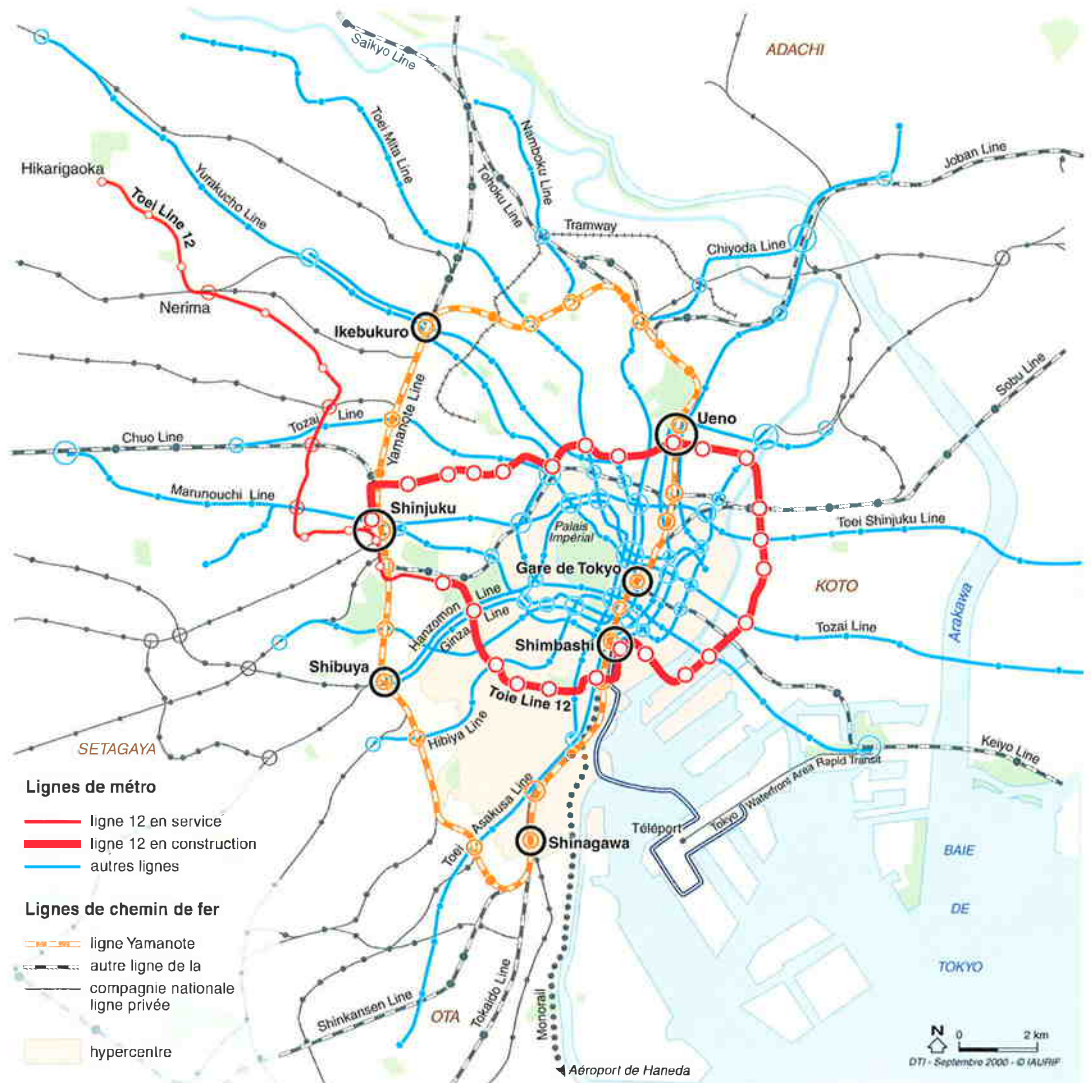 Saikyo Line
ADACHI
Toei Mita Line
Namboku Line
Joban Line
Hikarigaoka
Toei Line 12
Yurakucho Line
Tohoku Line
Tramway
Chiyoda Line
Nerima
Ikebukuro
Yamanote Line
Sobu Line
Tozai Line
Ueno
Chuo Line
Marunouchi Line
Shinjuku
Palais
Impérial
Toei Shinjuku Line
Gare de Tokyo
KOTO
Arakawa
Hanzomon Line
Ginza Line
Tozai Line
Shimbashi
Shibuya
Toie Line 12
Hibiya Line
SETAGAYA
Keiyo Line
Tokyo Waterfront Area Rapid Transit
Téléport
Toei Asakusa Line
Shinagawa
BAIE
DE
TOKYO
Lignes de métro
ligne 12 en service
ligne 12 en construction
autres lignes
Lignes de chemin de fer
ligne Yamanote
autre ligne de la
compagnie nationale
ligne privée
hypercentre
Shinkansen Line
OTA
Tokaido Line
Monorail
Aéroport de Haneda
N
0 2 km
DTI - Septembre 2000 - © IAURIF